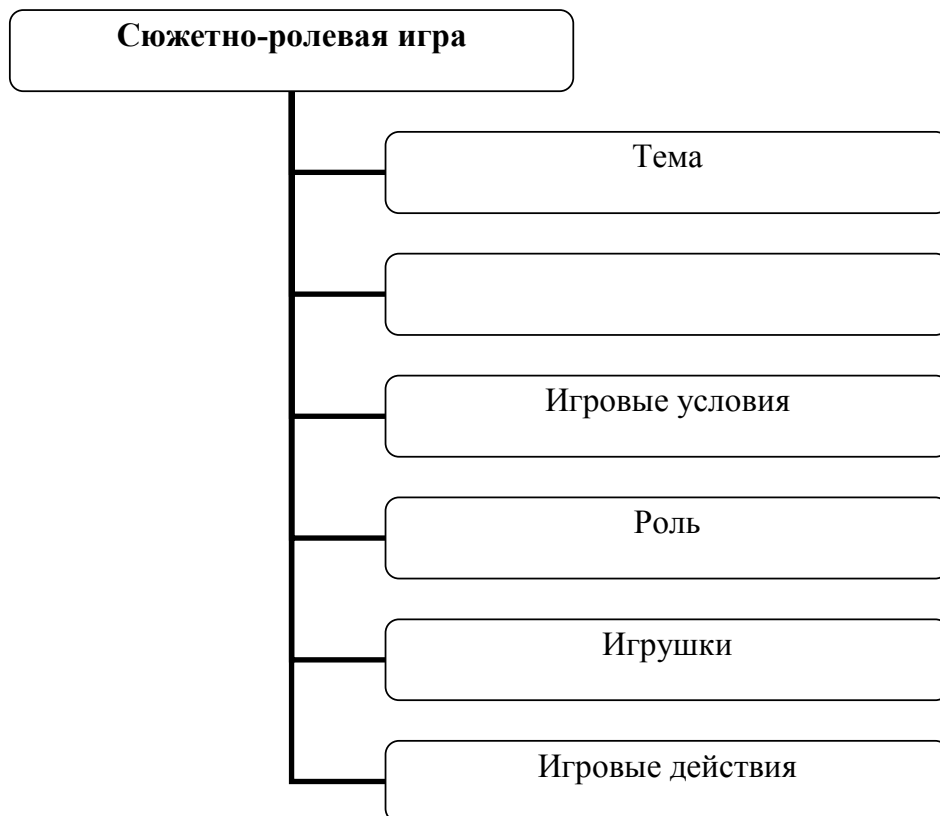 Сюжетно-ролевая игра
Тема
Игровые условия
Роль
Игрушки
Игровые действия